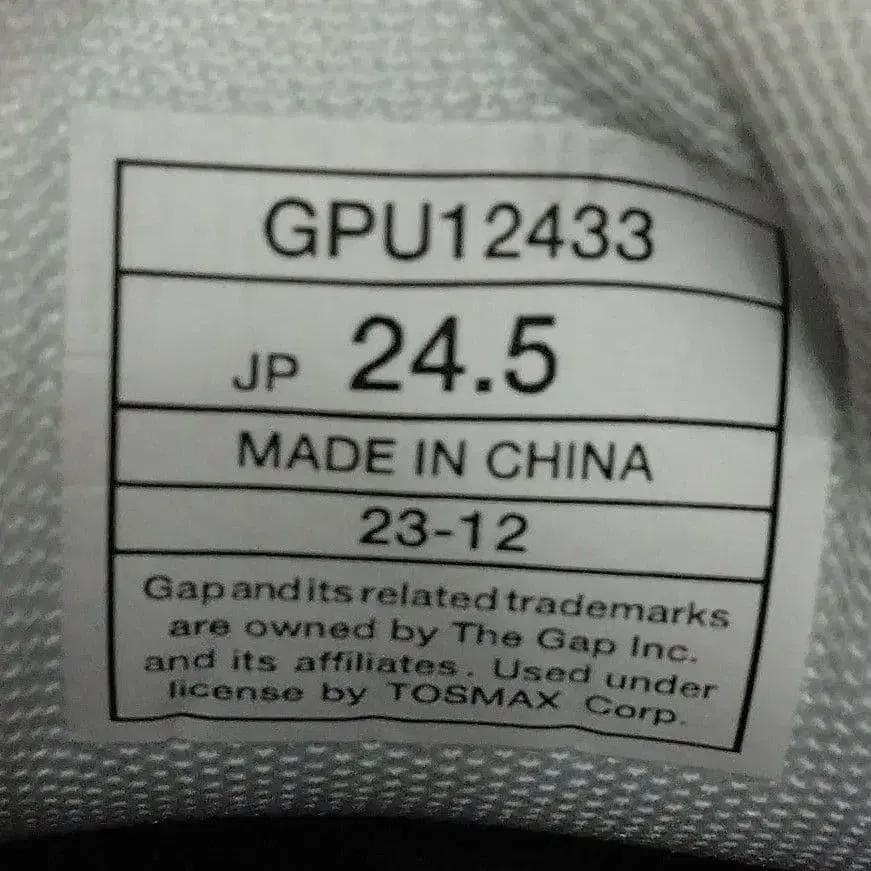 GPU12433
JP 24.5
MADE IN CHINA
23-12
Gap and its related trademarks
are owned by The Gap Inc.
and its affiliates. Used under
license by TOSMAX Corp.